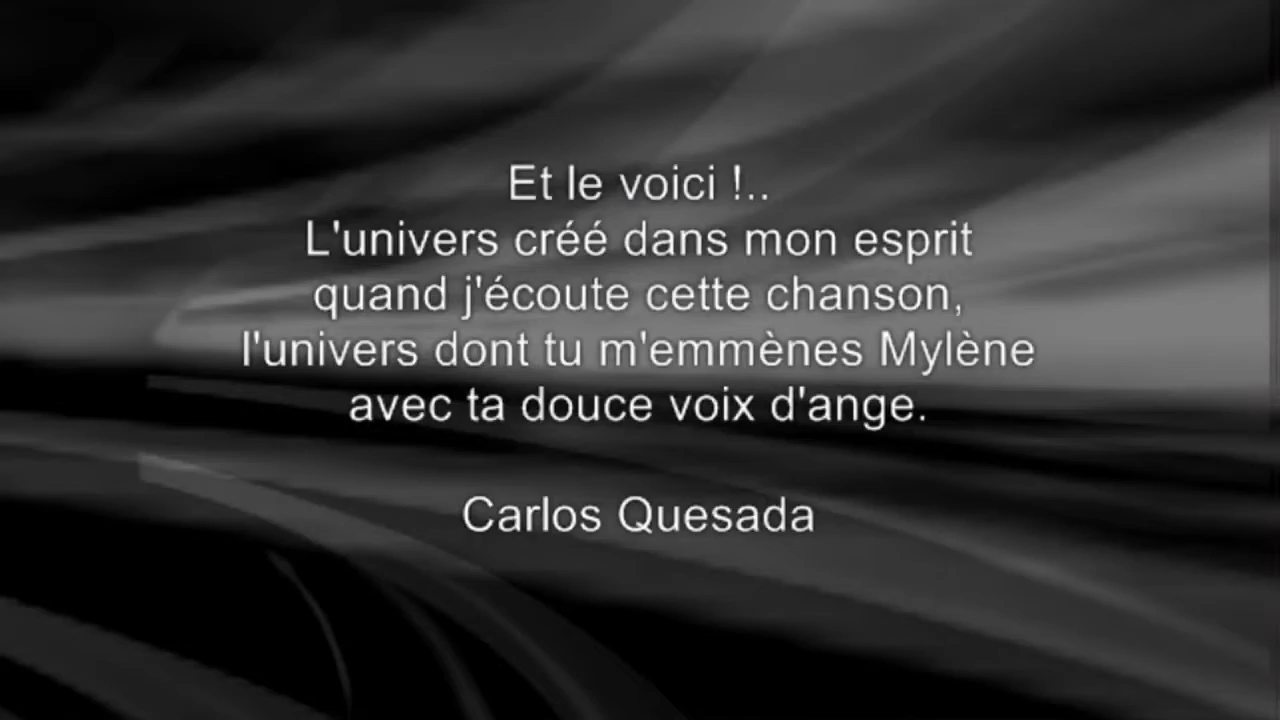 Et le voici !..
L'univers créé dans mon esprit
quand j'écoute cette chanson,
l'univers dont tu m'emmènes Mylène
avec ta douce voix d'ange.
Carlos Quesada